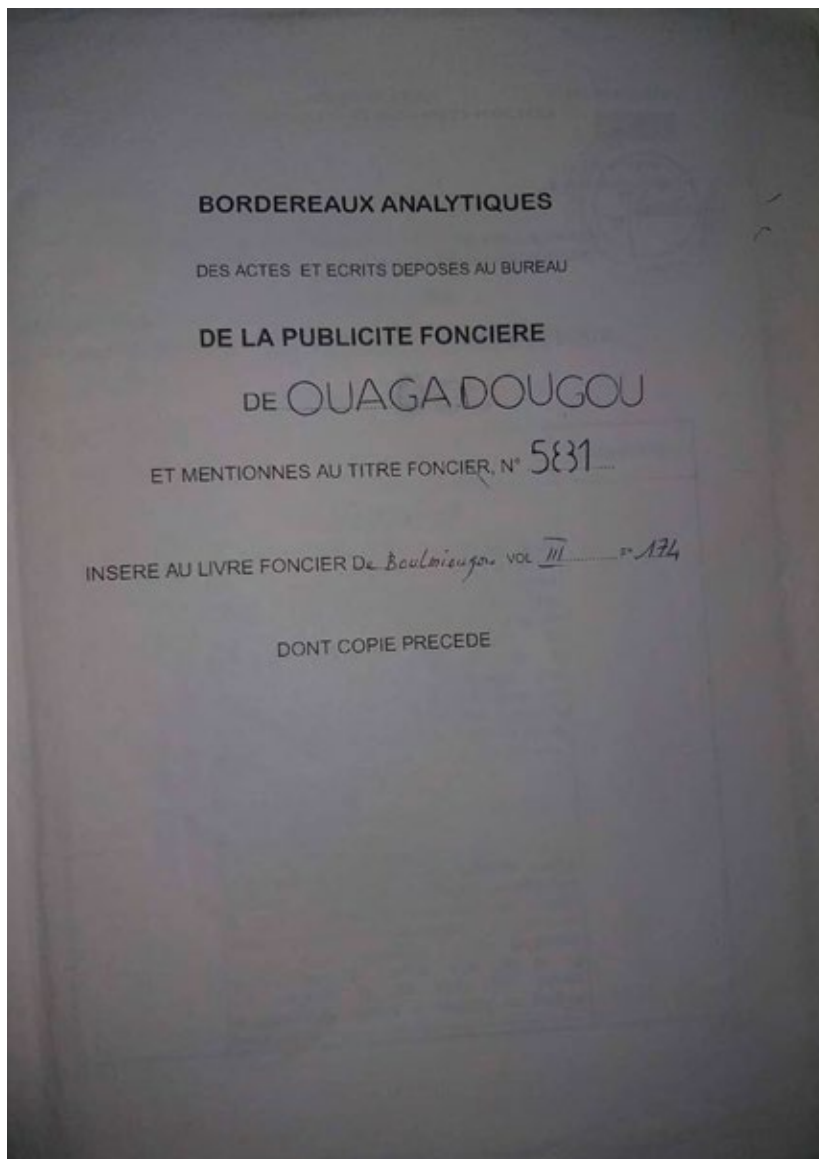 BORDEREAUX ANALYTIQUES
DES ACTES ET ECRITS DEPOSES AU BUREAU
DE LA PUBLICITE FONCIERE
DE OUAGADOUGOU
ET MENTIONNES AU TITRE FONCIER, N° 5831
INSERE AU LIVRE FONCIER De Boulmiougou VOL III F° 174
DONT COPIE PRECEDE